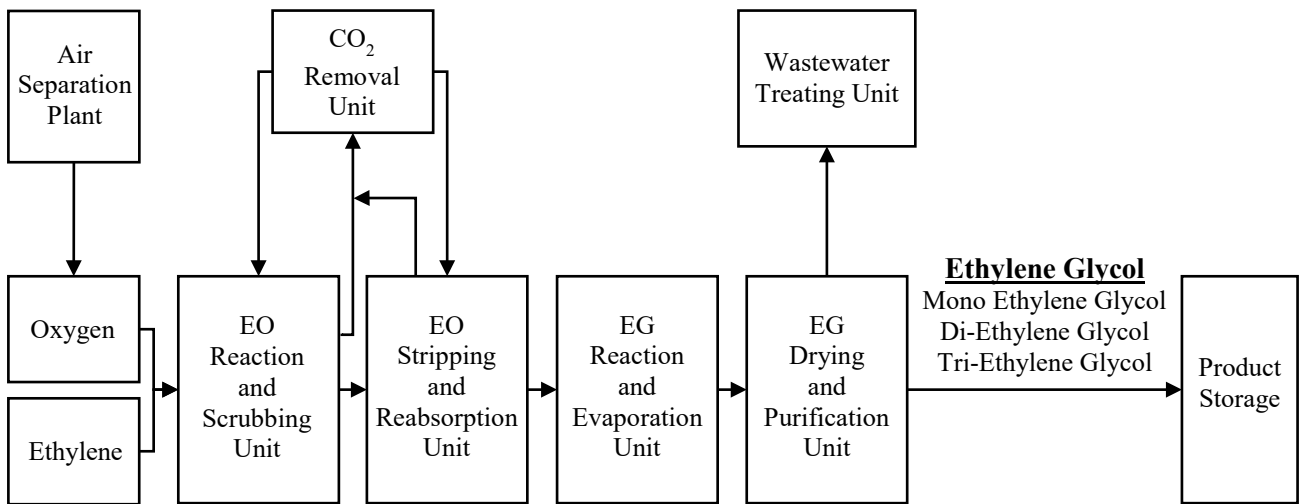 Air
Separation
Plant
CO₂
Removal
Unit
Wastewater
Treating Unit
Oxygen
Ethylene
EO
Reaction
and
Scrubbing
Unit
EO
Stripping
and
Reabsorption
Unit
EG
Reaction
and
Evaporation
Unit
EG
Drying
and
Purification
Unit
Ethylene Glycol
Mono Ethylene Glycol
Di-Ethylene Glycol
Tri-Ethylene Glycol
Product
Storage